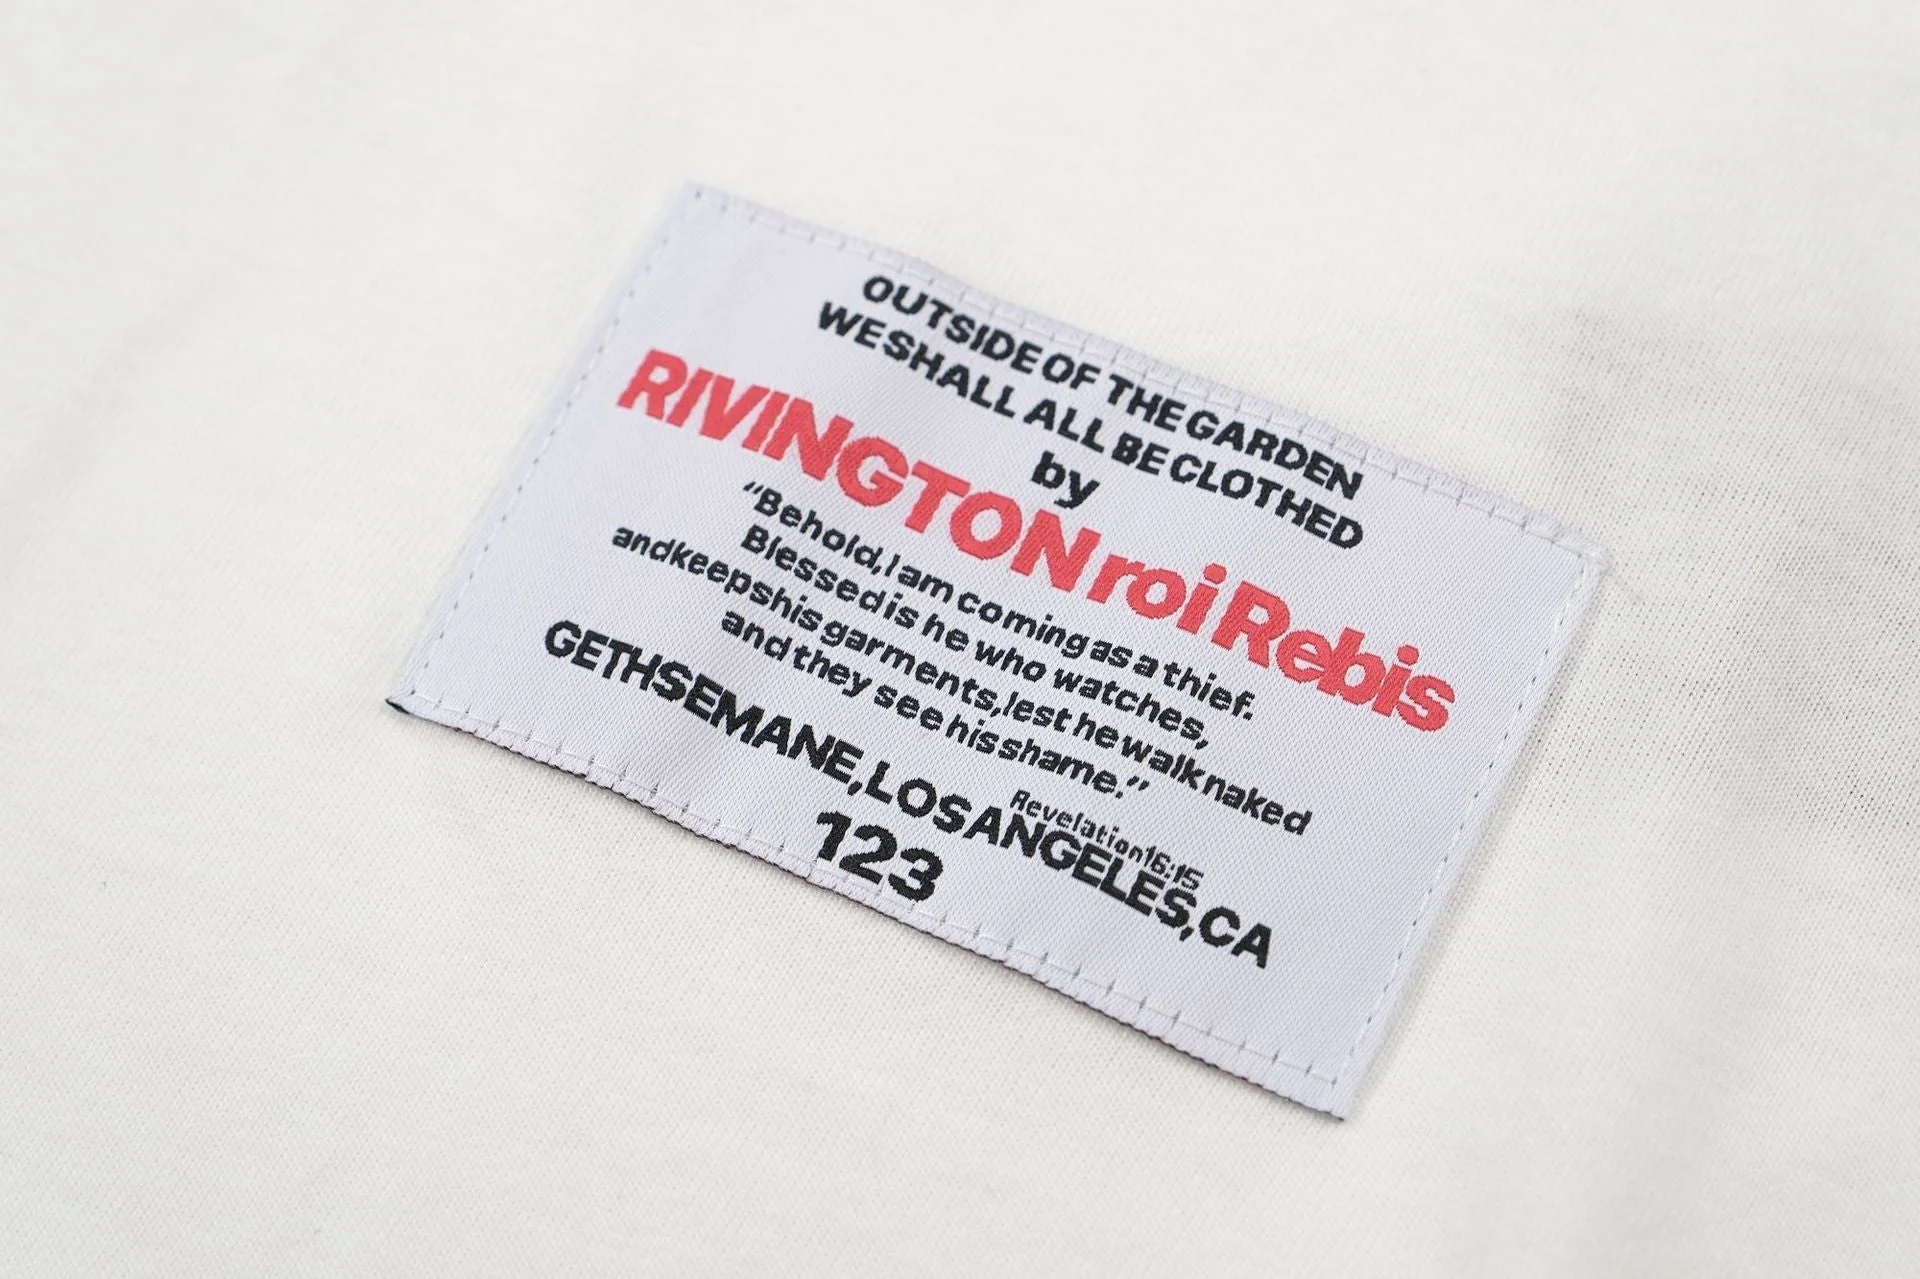 OUTSIDE OF THE GARDEN
WE SHALL ALL BE CLOTHED
by
RIVINGTON roi Rebis
“Behold, I am coming as a thief.
Blessed is he who watches,
and keeps his garments, lest he walk naked
and they see his shame.”
Revelation 16:15
GETHSEMANE, LOS ANGELES, CA
123